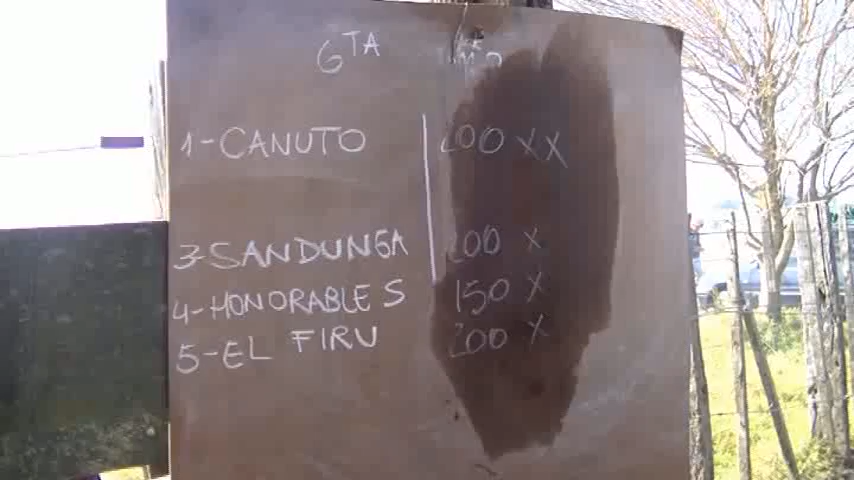 6TA
1-CANUTO 200 XX
3-SANDUNGA 200 X
4-HONORABLE S 150 X
5-EL FIRU 200 X